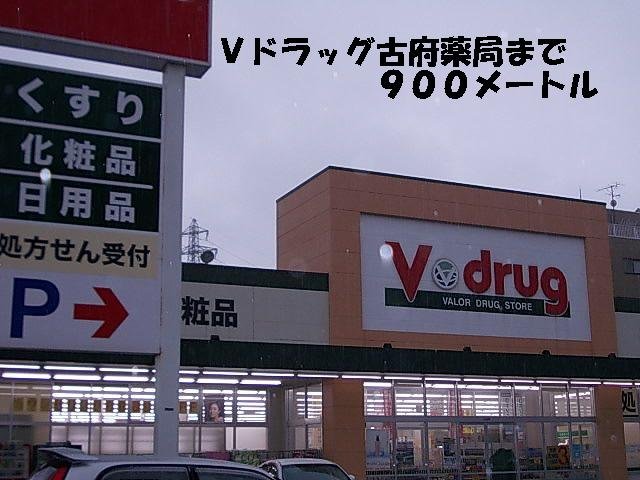 Vドラッグ古府薬局まで
900メートル
くすり
化粧品
日用品
処方せん受付
P
粧品
V drug
VALOR DRUG STORE
処